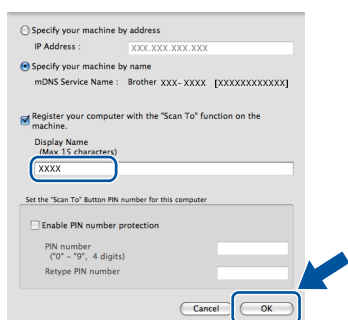 Specify your machine by address
IP Address : XXX.XXX.XXX.XXX
Specify your machine by name
mDNS Service Name : Brother XXX-XXXX [XXXXXXXXXXXX]
Register your computer with the "Scan To" function on the
machine.
Display Name
(Max 15 characters)
XXXX
Set the "Scan To" Button PIN number for this computer
Enable PIN number protection
PIN number
("0" – "9", 4 digits)
Retype PIN number
Cancel OK